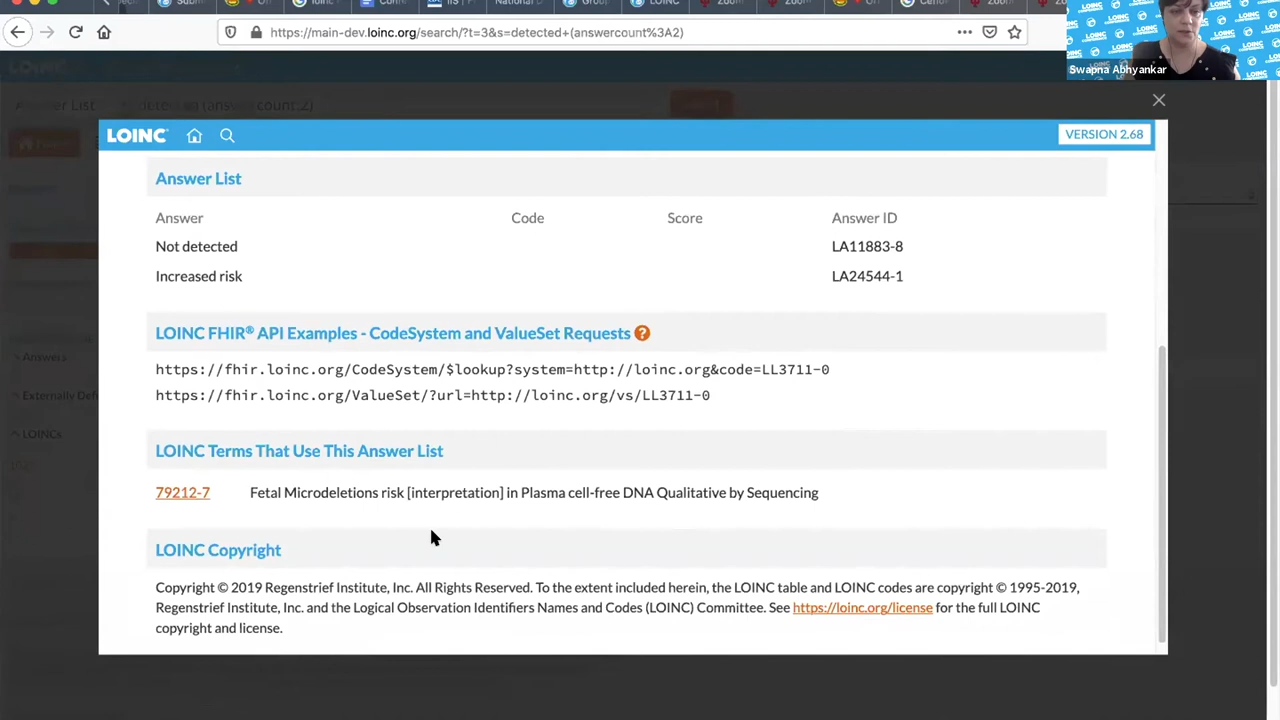 https://main-dev.loinc.org/search/?t=3&s=detected+(answercount%3A2)
Swapna Abhyankar
Answer List
LOINC
VERSION 2.68
Answer List
Answer Code Score Answer ID
Not detected LA11883-8
Increased risk LA24544-1
LOINC FHIR® API Examples - CodeSystem and ValueSet Requests ?
https://fhir.loinc.org/CodeSystem/$lookup?system=http://loinc.org&code=LL3711-0
https://fhir.loinc.org/ValueSet/?url=http://loinc.org/vs/LL3711-0
LOINC Terms That Use This Answer List
79212-7 Fetal Microdeletions risk [interpretation] in Plasma cell-free DNA Qualitative by Sequencing
LOINC Copyright
Copyright © 2019 Regenstrief Institute, Inc. All Rights Reserved. To the extent included herein, the LOINC table and LOINC codes are copyright © 1995-2019,
Regenstrief Institute, Inc. and the Logical Observation Identifiers Names and Codes (LOINC) Committee. See https://loinc.org/license for the full LOINC
copyright and license.
Answers
Externally Def
LOINCs